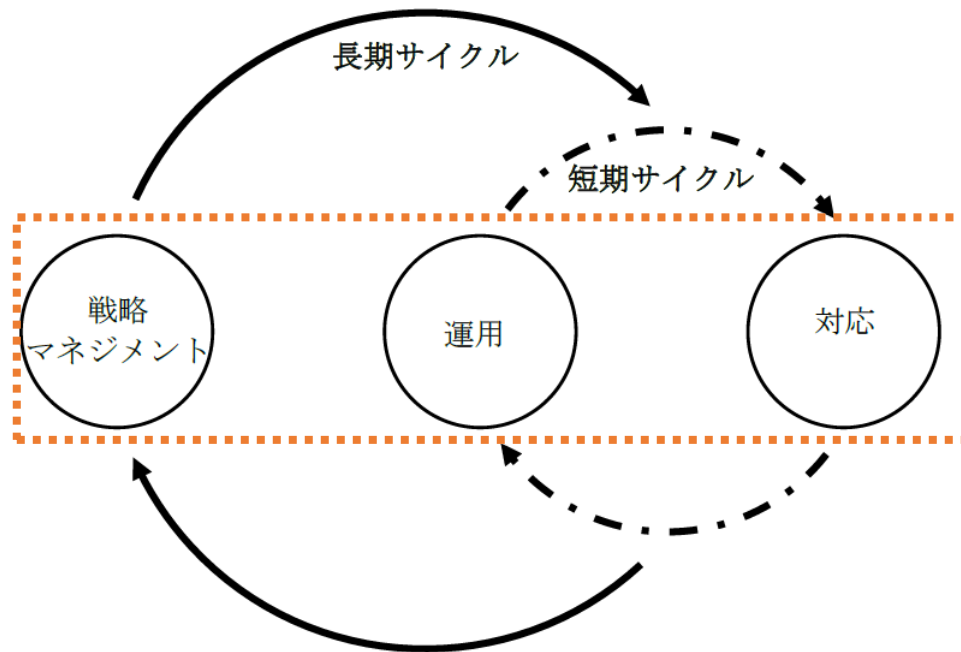 長期サイクル
短期サイクル
戦略
マネジメント
運用
対応